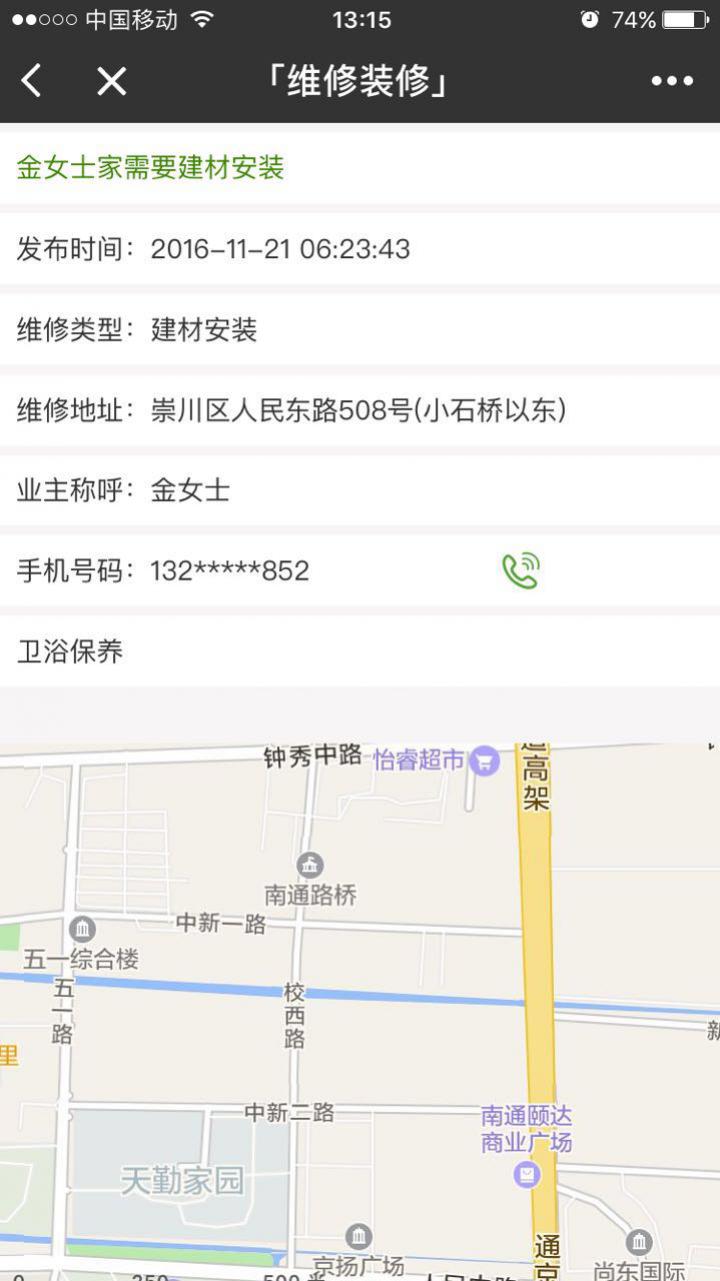 中国移动 13:15 74%
「维修装修」
金女士家需要建材安装
发布时间：2016-11-21 06:23:43
维修类型：建材安装
维修地址：崇川区人民东路508号(小石桥以东)
业主称呼：金女士
手机号码：132*****852
卫浴保养
钟秀中路
怡睿超市
高架
南通路桥
中新一路
五一综合楼
五一路
校西路
里
中新二路
南通颐达
商业广场
天勤家园
京扬广场
通京
尚东国际